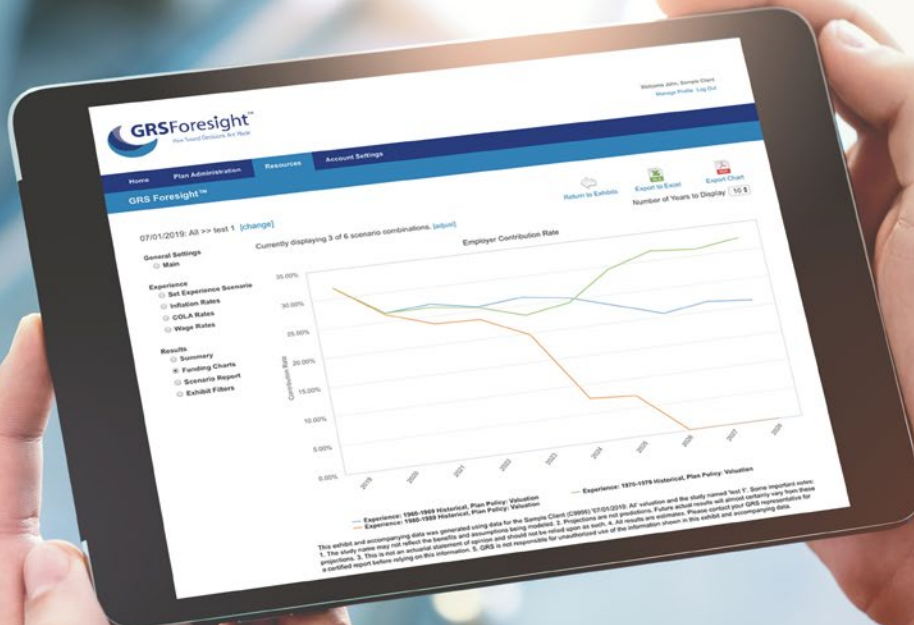 GRSForesight™
How Sound Decisions Are Made
Welcome John, Sample Client
Manage Profile Log Out
Home Plan Administration Resources Account Settings
GRS Foresight™
Return to Exhibits Export to Excel Export Chart
Number of Years to Display 10
07/01/2019: All >> test 1 [change]
Currently displaying 3 of 6 scenario combinations. [adjust]
General Settings
Main
Experience
Set Experience Scenario
Inflation Rates
COLA Rates
Wage Rates
Results
Summary
Funding Charts
Scenario Report
Exhibit Filters
Employer Contribution Rate
Contribution Rate
35.00%
30.00%
25.00%
20.00%
15.00%
10.00%
5.00%
0.00%
2019 2020 2021 2022 2023 2024 2025 2026 2027 2028
Experience: 1960-1969 Historical, Plan Policy: Valuation
Experience: 1970-1979 Historical, Plan Policy: Valuation
Experience: 1980-1989 Historical, Plan Policy: Valuation
This exhibit and accompanying data was generated using data for the Sample Client (C9998) '07/01/2019: All' valuation and the study named 'test 1'. Some important notes:
1. The study name may not reflect the benefits and assumptions being modeled. 2. Projections are not predictions. Future actual results will almost certainly vary from these
projections. 3. This is not an actuarial statement of opinion and should not be relied upon as such. 4. All results are estimates. Please contact your GRS representative for
a certified report before relying on this information. 5. GRS is not responsible for unauthorized use of the information shown in this exhibit and accompanying data.